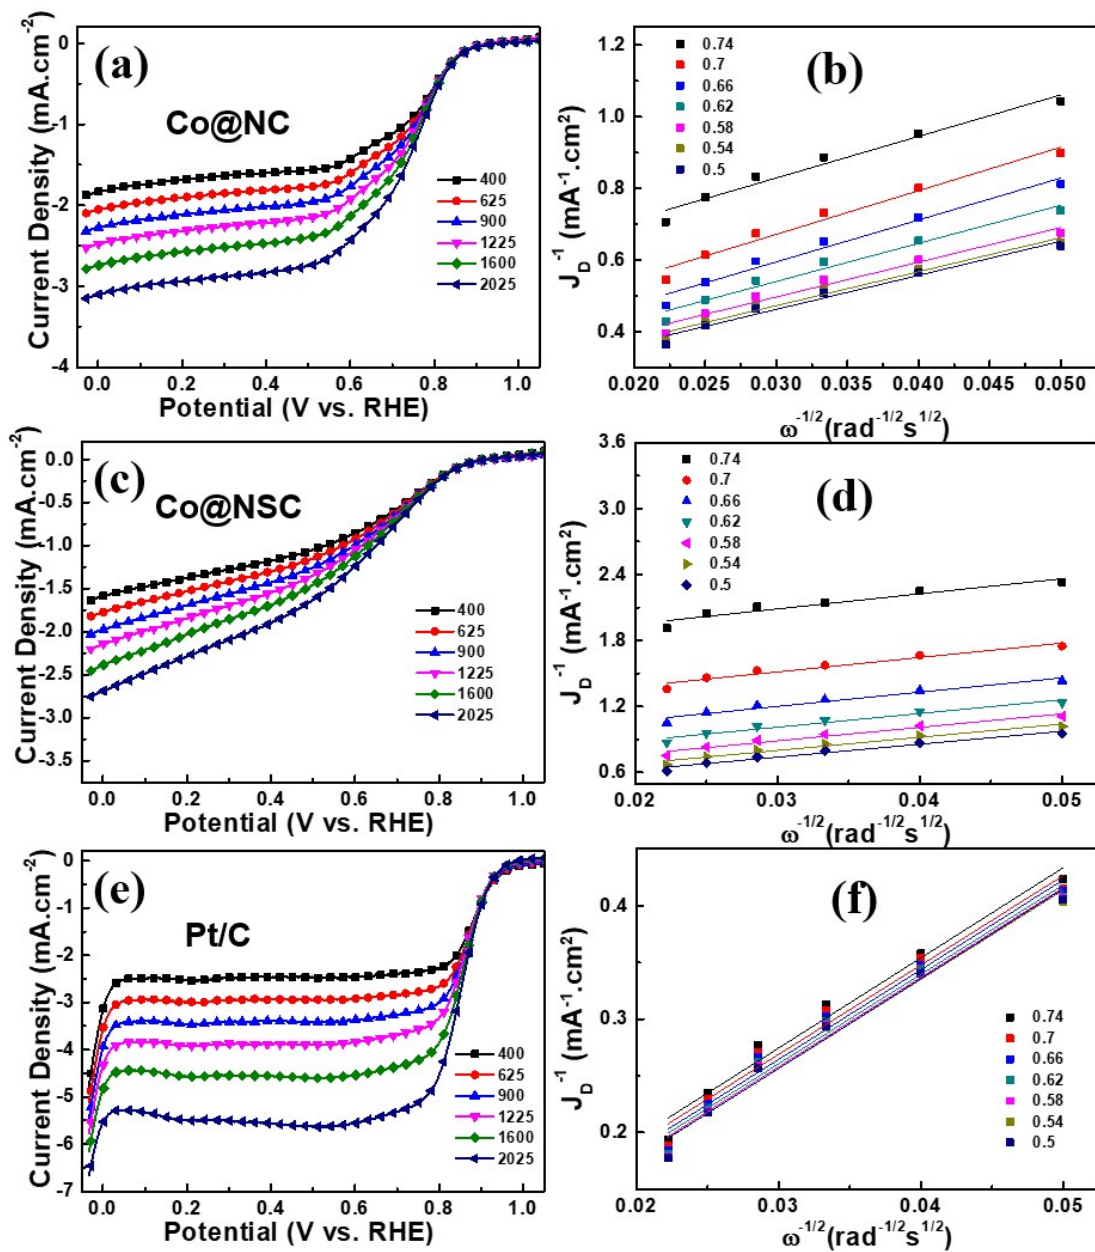 (a)
Co@NC
Current Density (mA.cm-2)
0
-1
-2
-3
-4
400
625
900
1225
1600
2025
0.0 0.2 0.4 0.6 0.8 1.0
Potential (V vs. RHE)
(b)
JD-1 (mA-1.cm2)
1.2
1.0
0.8
0.6
0.4
0.74
0.7
0.66
0.62
0.58
0.54
0.5
0.020 0.025 0.030 0.035 0.040 0.045 0.050
ω-1/2(rad-1/2s1/2)
(c)
Co@NSC
Current Density (mA.cm-2)
0.0
-0.5
-1.0
-1.5
-2.0
-2.5
-3.0
-3.5
400
625
900
1225
1600
2025
0.0 0.2 0.4 0.6 0.8 1.0
Potential (V vs. RHE)
(d)
JD-1 (mA-1.cm2)
3.6
3.0
2.4
1.8
1.2
0.6
0.74
0.7
0.66
0.62
0.58
0.54
0.5
0.02 0.03 0.04 0.05
ω-1/2(rad-1/2s1/2)
(e)
Pt/C
Current Density (mA.cm-2)
0
-1
-2
-3
-4
-5
-6
-7
400
625
900
1225
1600
2025
0.0 0.2 0.4 0.6 0.8 1.0
Potential (V vs. RHE)
(f)
JD-1 (mA-1.cm2)
0.4
0.3
0.2
0.74
0.7
0.66
0.62
0.58
0.54
0.5
0.02 0.03 0.04 0.05
ω-1/2(rad-1/2s1/2)